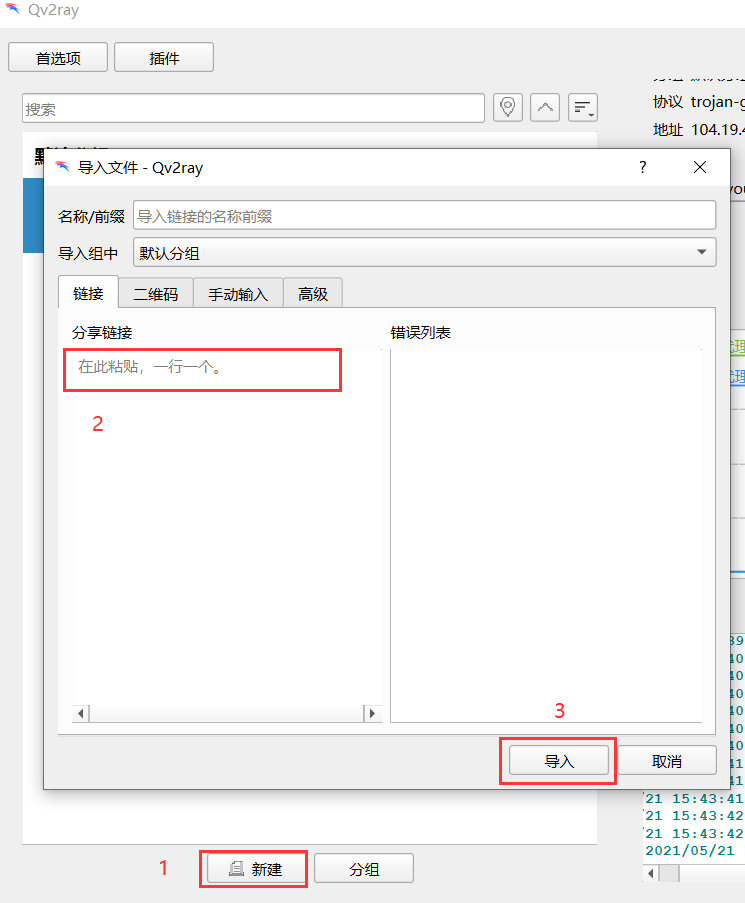 Qv2ray
首选项
插件
搜索
协议 trojan-g
地址 104.19.4
导入文件 - Qv2ray
?
名称/前缀
导入链接的名称前缀
导入组中
默认分组
链接
二维码
手动输入
高级
分享链接
错误列表
在此粘贴，一行一个。
2
3
导入
取消
21 15:43:41
21 15:43:42
21 15:43:42
2021/05/21
1
新建
分组